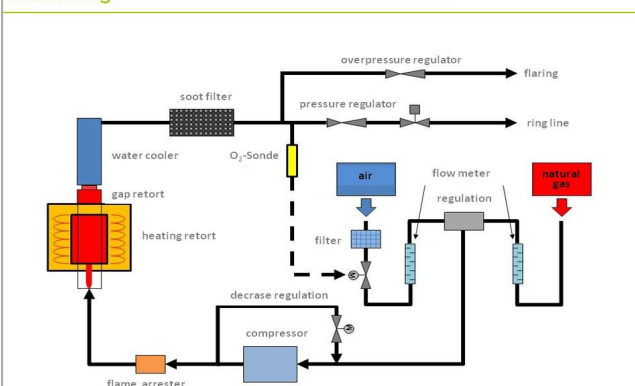 overpressure regulator
flaring
soot filter
pressure regulator
ring line
water cooler
O₂-Sonde
air
flow meter
natural
gas
gap retort
regulation
heating retort
filter
M
decrase regulation
M
compressor
flame arrester